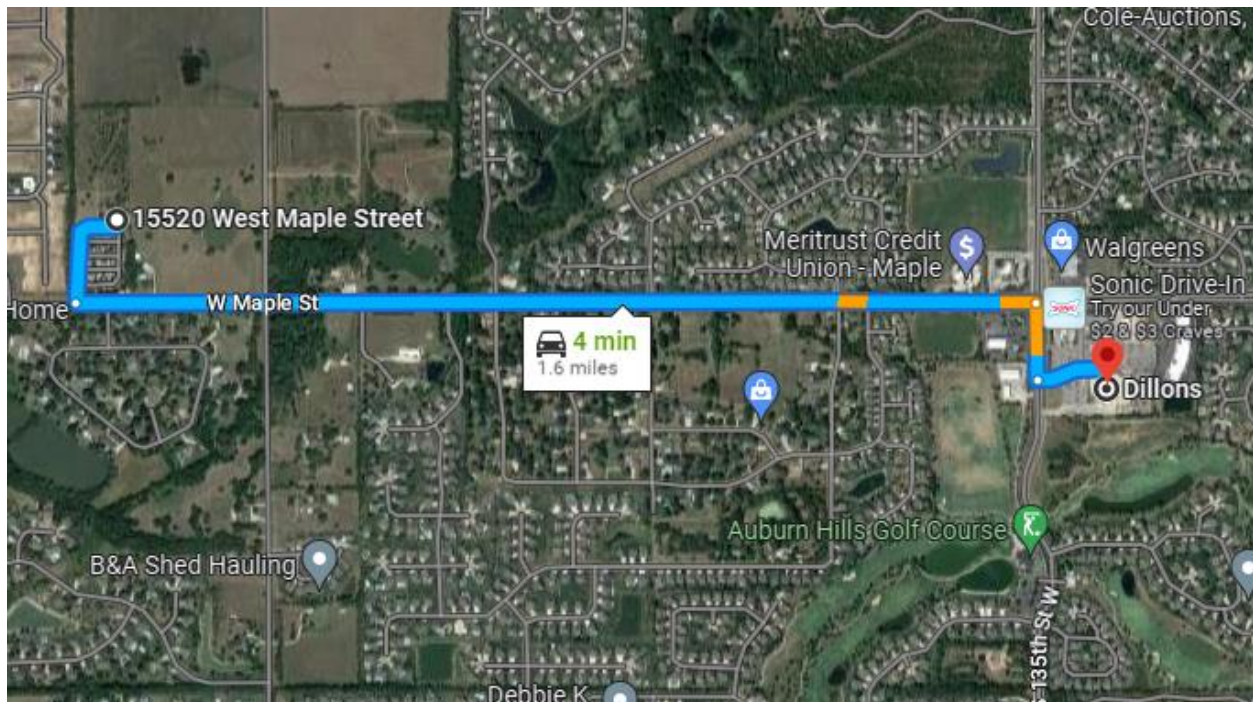 Cole-Auctions,
15520 West Maple Street
Meritrust Credit
Union - Maple
$
Walgreens
Home
W Maple St
Sonic Drive-In
Try our Under
$2 & $3 Craves
SONIC
4 min
1.6 miles
Dillons
Auburn Hills Golf Course
B&A Shed Hauling
S 135th St W
Debbie K